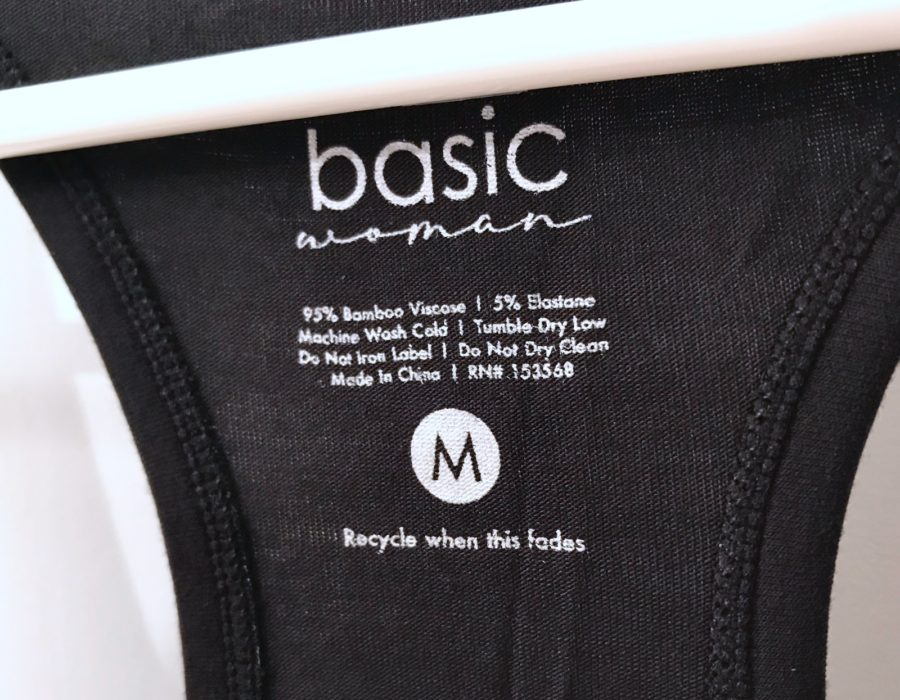 basic
woman
95% Bamboo Viscose | 5% Elastane
Machine Wash Cold | Tumble Dry Low
Do Not Iron Label | Do Not Dry Clean
Made In China | RN# 153568
M
Recycle when this fades